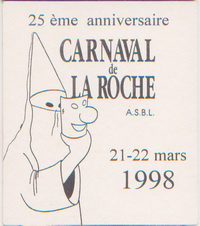 25 ème anniversaire
CARNAVAL
de
LA ROCHE
A.S.B.L.
21-22 mars
1998